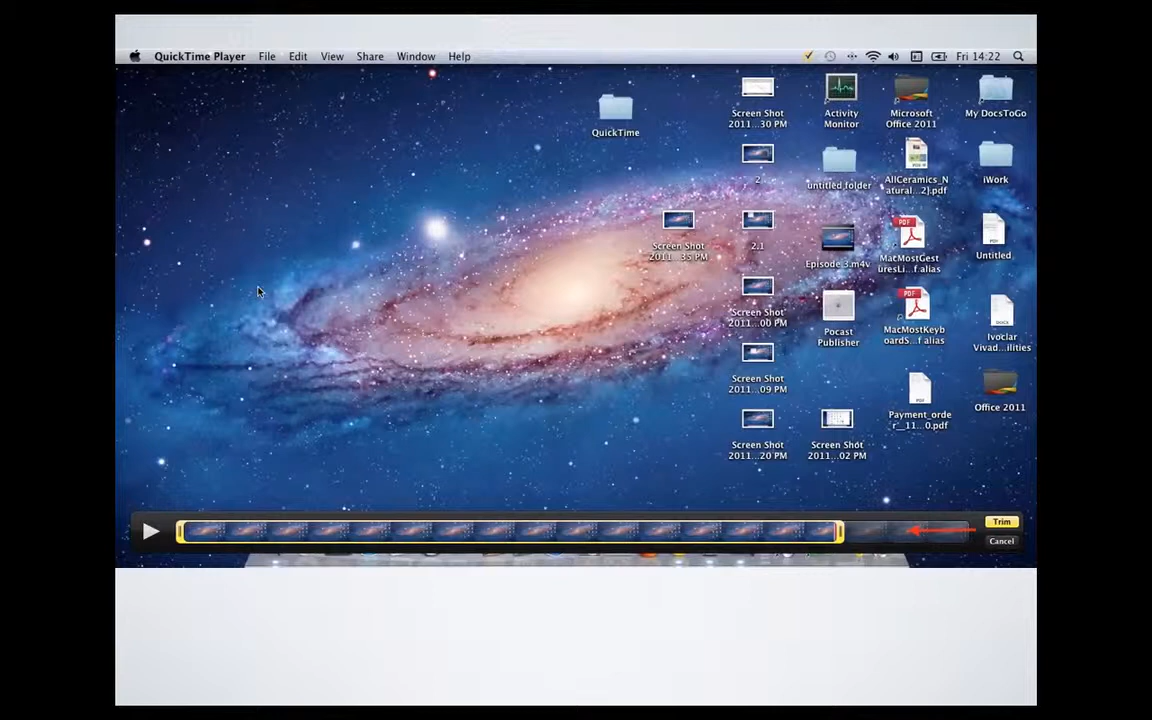 QuickTime Player File Edit View Share Window Help Fri 14:22
QuickTime
Screen Shot
2011...30 PM
Activity
Monitor
Microsoft
Office 2011
My DocsToGo
2
untitled folder
AllCeramics_N
atural...2].pdf
iWork
Screen Shot
2011...35 PM
2.1
Episode 3.m4v
PDF
MacMostGest
uresLi...f alias
Untitled
Screen Shot
2011...00 PM
Pocast
Publisher
PDF
MacMostKeyb
oardS...f alias
Ivoclar
Vivad...ilities
Screen Shot
2011...09 PM
Payment_orde
r__11...0.pdf
Office 2011
Screen Shot
2011...20 PM
Screen Shot
2011...02 PM
Trim
Cancel